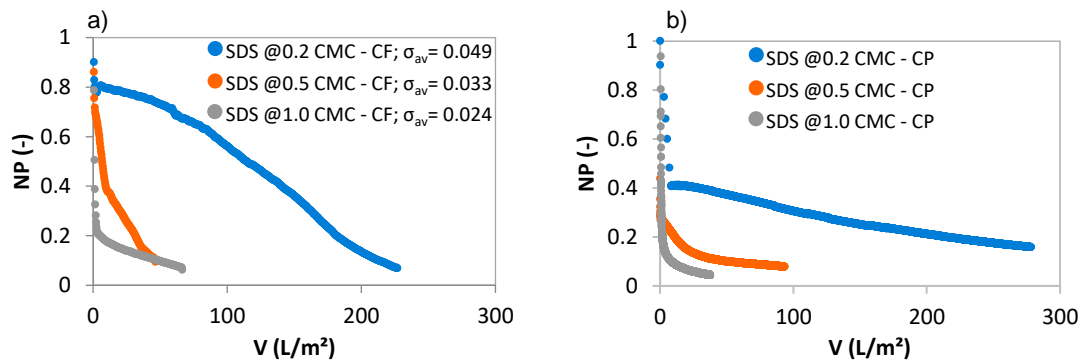 a)
NP (-)
1
0.8
0.6
0.4
0.2
0
SDS @0.2 CMC - CF; σav= 0.049
SDS @0.5 CMC - CF; σav= 0.033
SDS @1.0 CMC - CF; σav= 0.024
0 100 200 300
V (L/m²)
b)
NP (-)
1
0.8
0.6
0.4
0.2
0
SDS @0.2 CMC - CP
SDS @0.5 CMC - CP
SDS @1.0 CMC - CP
0 100 200 300
V (L/m²)